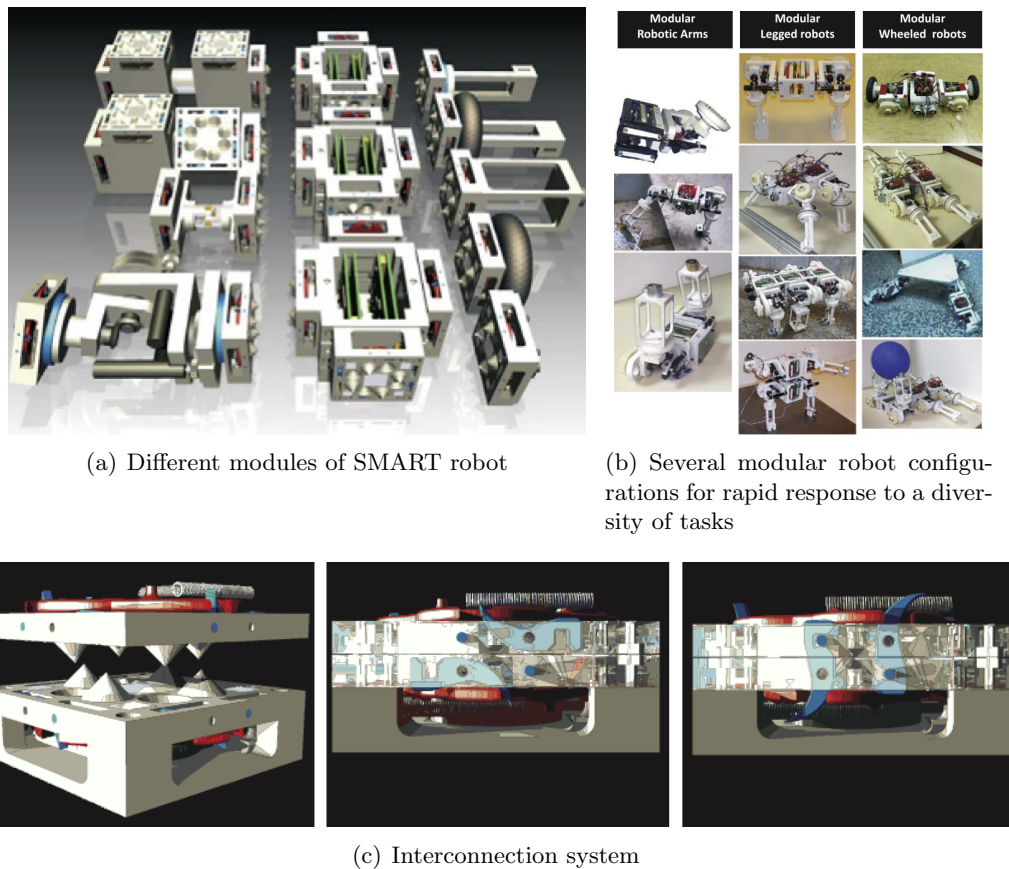 Modular
Robotic Arms
Modular
Legged robots
Modular
Wheeled robots
(a) Different modules of SMART robot
(b) Several modular robot configu-
rations for rapid response to a diver-
sity of tasks
(c) Interconnection system